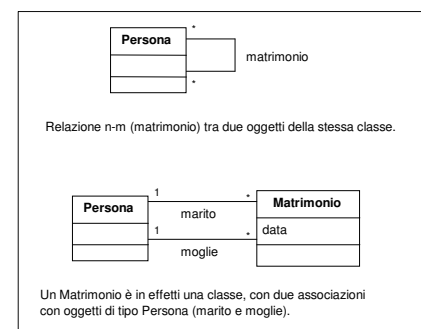 *
Persona
matrimonio
*
Relazione n-m (matrimonio) tra due oggetti della stessa classe.
1 *
Persona Matrimonio
marito
1 * data
moglie
Un Matrimonio è in effetti una classe, con due associazioni
con oggetti di tipo Persona (marito e moglie).